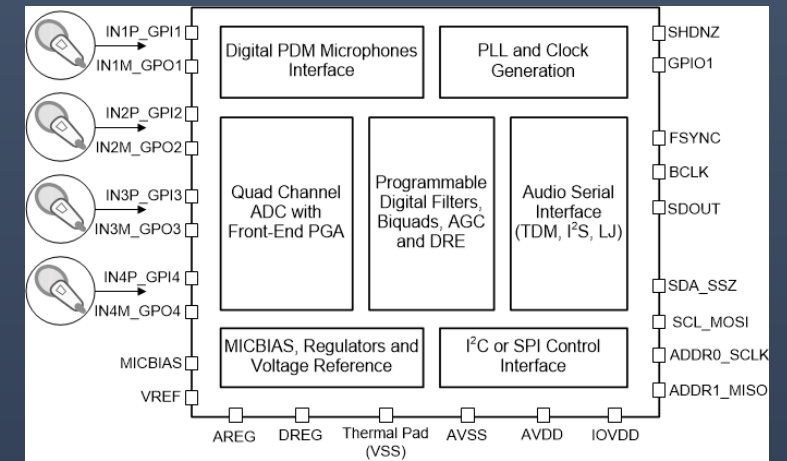 IN1P_GPI1
IN1M_GPO1
IN2P_GPI2
IN2M_GPO2
IN3P_GPI3
IN3M_GPO3
IN4P_GPI4
IN4M_GPO4
MICBIAS
VREF
Digital PDM Microphones
Interface
PLL and Clock
Generation
Quad Channel
ADC with
Front-End PGA
Programmable
Digital Filters,
Biquads, AGC
and DRE
Audio Serial
Interface
(TDM, I²S, LJ)
MICBIAS, Regulators and
Voltage Reference
I²C or SPI Control
Interface
SHDNZ
GPIO1
FSYNC
BCLK
SDOUT
SDA_SSZ
SCL_MOSI
ADDR0_SCLK
ADDR1_MISO
AREG
DREG
Thermal Pad
(VSS)
AVSS
AVDD
IOVDD